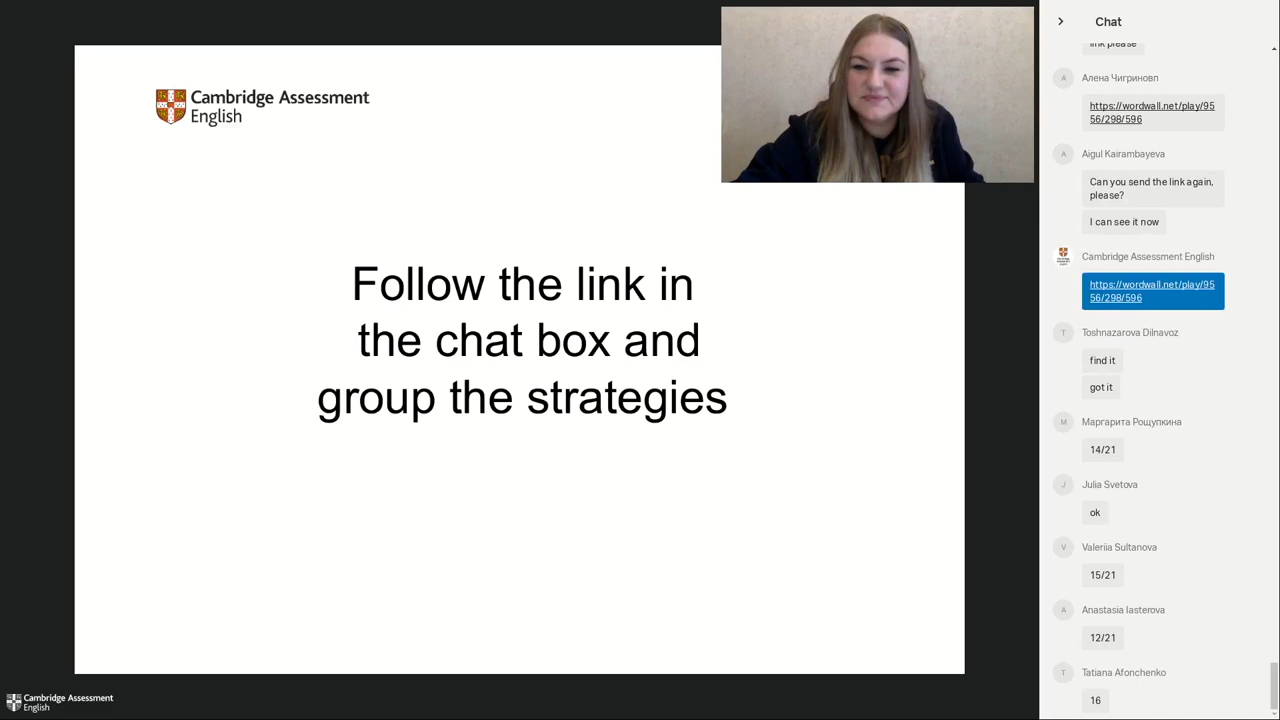 Cambridge Assessment
English
Follow the link in
the chat box and
group the strategies
Cambridge Assessment
English
Chat
link please
Алена Чигриновп
https://wordwall.net/play/95
56/298/596
Aigul Kairambayeva
Can you send the link again,
please?
I can see it now
Cambridge Assessment English
https://wordwall.net/play/95
56/298/596
Toshnazarova Dilnavoz
find it
got it
Маргарита Рощупкина
14/21
Julia Svetova
ok
Valeriia Sultanova
15/21
Anastasia Iasterova
12/21
Tatiana Afonchenko
16